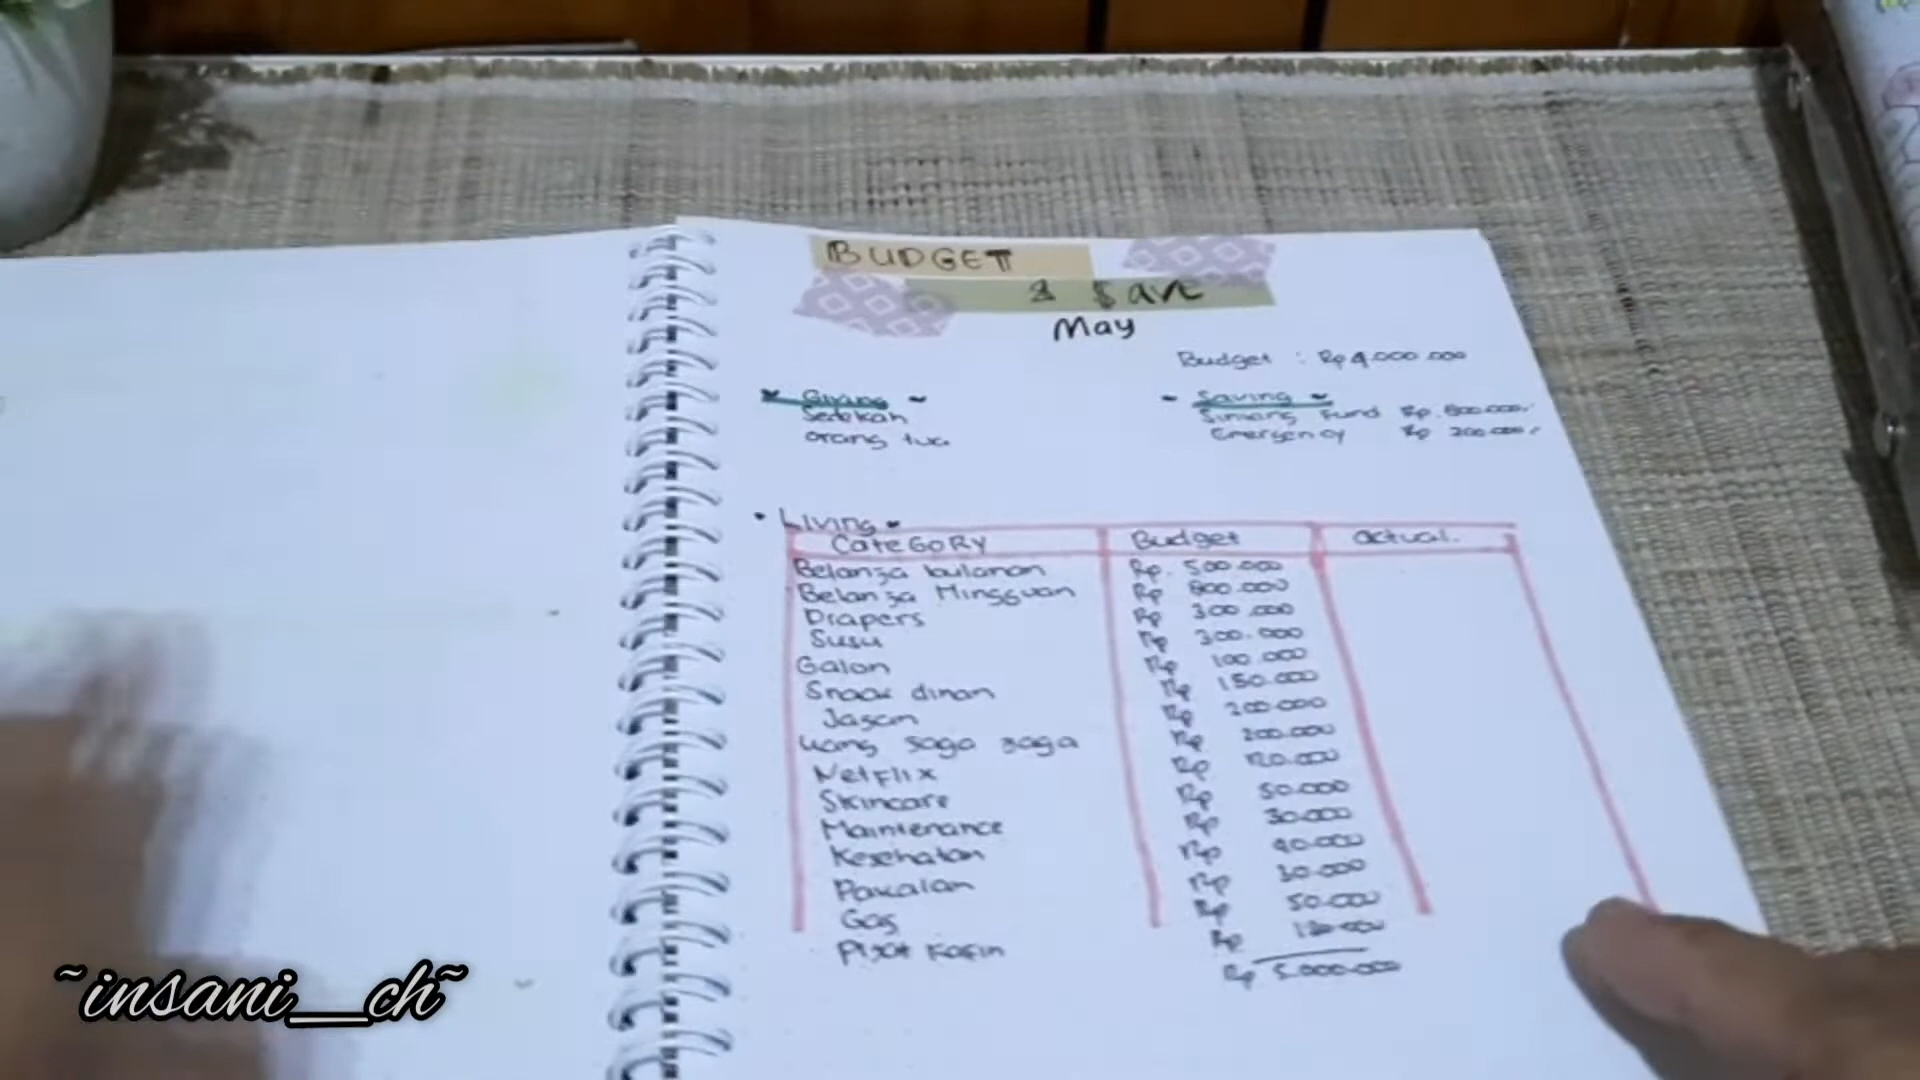 BUDGET
& Save
May
Budget : Rp 4.000.000
Giving
Sedekah
orang tua
Saving
Sinking Fund Rp. 800.000,-
Emergency Rp 200.000,-
Living
CateGORY Budget actual.
Belanja bulanan Rp. 500.000
Belanja Mingguan Rp 800.000
Diapers Rp 300.000
Susu Rp 300.000
Galon Rp 100.000
Snack dinan Rp 150.000
Jajan Rp 200.000
uang jaga jaga Rp 200.000
Netflix Rp 120.000
Skincare Rp 50.000
Maintenance Rp 30.000
Kesehatan Rp 40.000
Pakaian Rp 30.000
Gas Rp 50.000
Rp
Rp 5.000.000
~insani__ch~